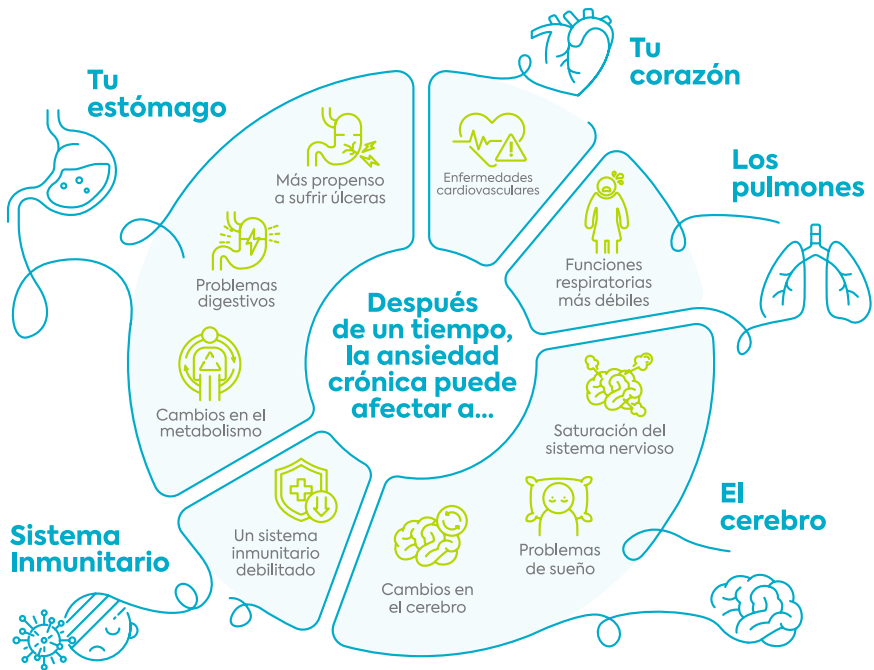 Tu
estómago
Más propenso
a sufrir úlceras
Problemas
digestivos
Cambios en el
metabolismo
Tu
corazón
Enfermedades
cardiovasculares
Los
pulmones
Funciones
respiratorias
más débiles
Después
de un tiempo,
la ansiedad
crónica puede
afectar a...
Saturación del
sistema nervioso
Problemas
de sueño
Cambios en
el cerebro
El
cerebro
Sistema
Inmunitario
Un sistema
inmunitario
debilitado